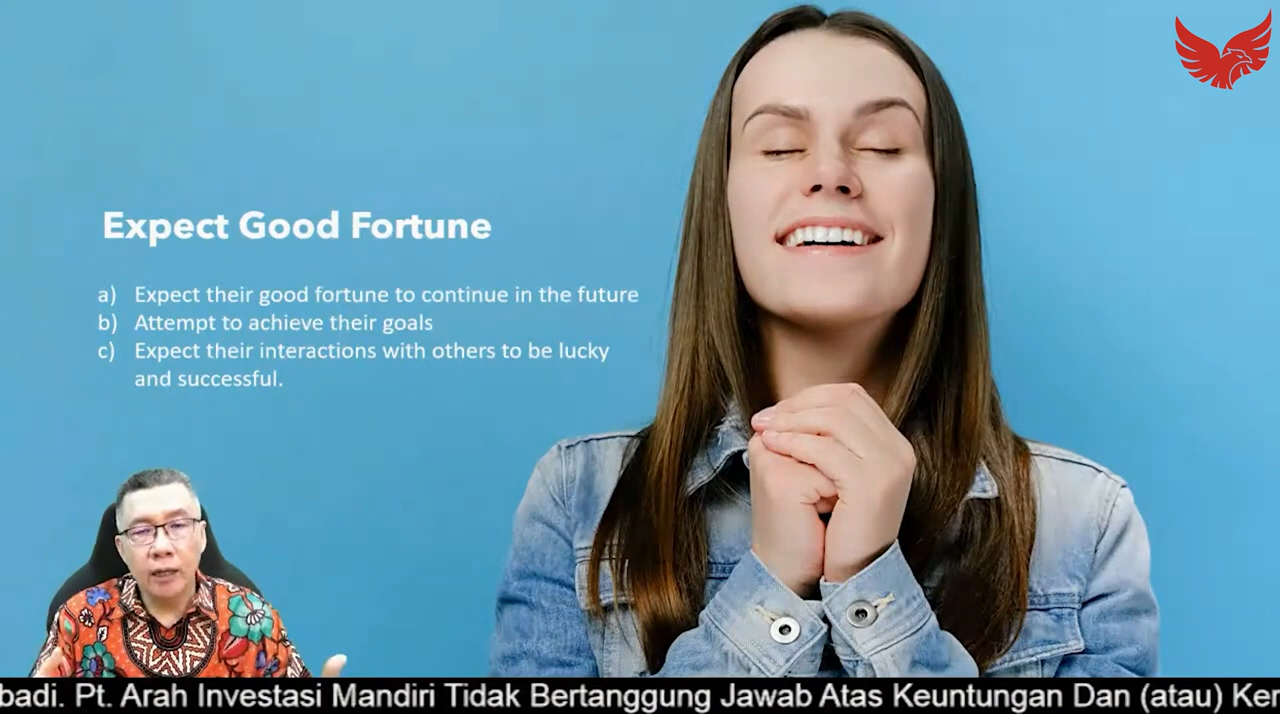 Expect Good Fortune
a) Expect their good fortune to continue in the future
b) Attempt to achieve their goals
c) Expect their interactions with others to be lucky
and successful.
Pt. Arah Investasi Mandiri Tidak Bertanggung Jawab Atas Keuntungan Dan (atau)